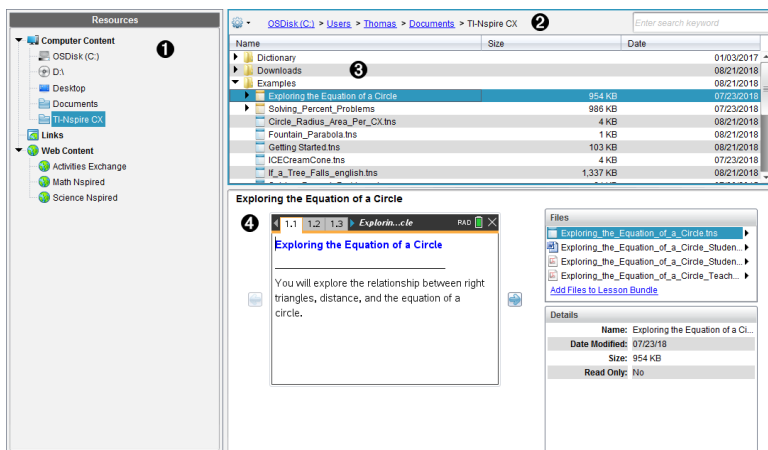 Resources
❶
Computer Content
OSDisk (C:)
D:\
Desktop
Documents
TI-Nspire CX
Links
Web Content
Activities Exchange
Math Nspired
Science Nspired
OSDisk (C:) > Users > Thomas > Documents > TI-Nspire CX ❷ Enter search keyword
Name Size Date
Dictionary 01/03/2017
Downloads ❸ 08/21/2018
Examples 08/21/2018
Exploring the Equation of a Circle 954 KB 07/23/2018
Solving_Percent_Problems 986 KB 07/23/2018
Circle_Radius_Area_Per_CX.tns 4 KB 08/21/2018
Fountain_Parabola.tns 1 KB 08/21/2018
Getting Started.tns 103 KB 08/21/2018
ICECreamCone.tns 4 KB 07/23/2018
If_a_Tree_Falls_english.tns 1,337 KB 08/21/2018
Exploring the Equation of a Circle
❹ 1.1 1.2 1.3 Explorin...cle RAD
Exploring the Equation of a Circle
You will explore the relationship between right
triangles, distance, and the equation of a
circle.
Files
Exploring_the_Equation_of_a_Circle.tns
Exploring_the_Equation_of_a_Circle_Studen...
Exploring_the_Equation_of_a_Circle_Studen...
Exploring_the_Equation_of_a_Circle_Teach...
Add Files to Lesson Bundle
Details
Name: Exploring the Equation of a Ci...
Date Modified: 07/23/18
Size: 954 KB
Read Only: No